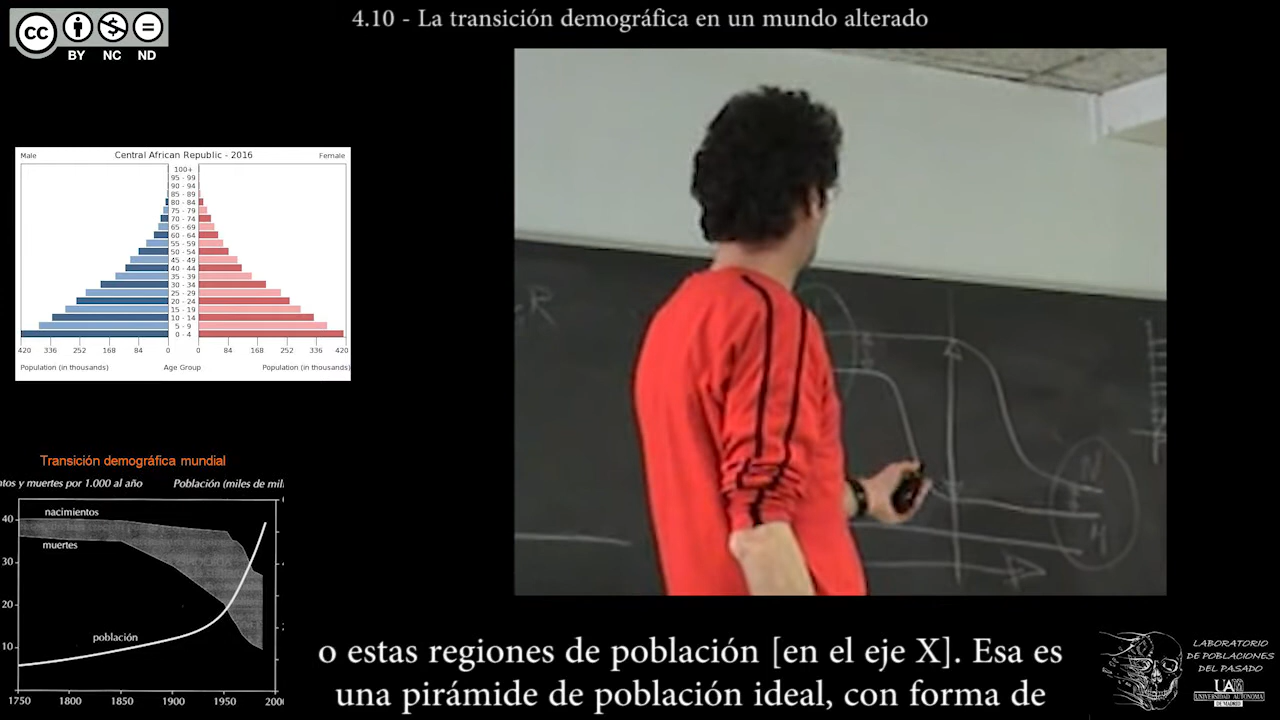 4.10 - La transición demográfica en un mundo alterado
CC
BY NC ND
Male Central African Republic - 2016 Female
100+
95 - 99
90 - 94
85 - 89
80 - 84
75 - 79
70 - 74
65 - 69
60 - 64
55 - 59
50 - 54
45 - 49
40 - 44
35 - 39
30 - 34
25 - 29
20 - 24
15 - 19
10 - 14
5 - 9
0 - 4
420 336 252 168 84 0 0 84 168 252 336 420
Population (in thousands) Age Group Population (in thousands)
R
Transición demográfica mundial
ntos y muertes por 1.000 al año Población (miles de mil
nacimientos
40
muertes
30
20
población
10
1750 1800 1850 1900 1950 200
o estas regiones de población [en el eje X]. Esa es
una pirámide de población ideal, con forma de
LABORATORIO
DE POBLACIONES
DEL PASADO
UAM
UNIVERSIDAD AUTONOMA
DE MADRID